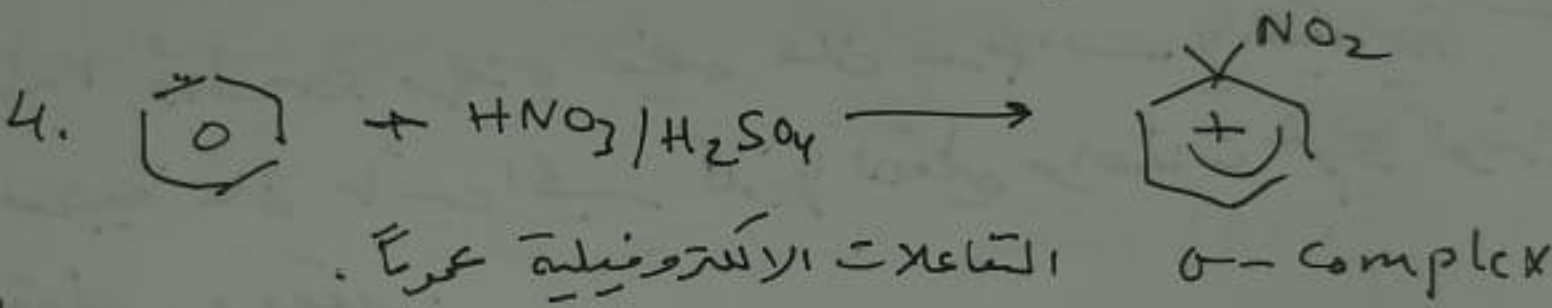 4. + HNO₃/H₂SO₄ → NO₂
+
التفاعلات الالكتروفيلية عموماً . σ-complex